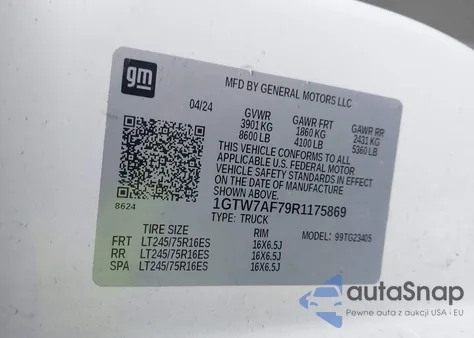 gm
MFD BY GENERAL MOTORS LLC
04/24 GVWR GAWR FRT GAWR RR
3901 KG 1860 KG 2431 KG
8600 LB 4100 LB 5360 LB
THIS VEHICLE CONFORMS TO ALL
APPLICABLE U.S. FEDERAL MOTOR
VEHICLE SAFETY STANDARDS IN EFFECT
ON THE DATE OF MANUFACTURE
SHOWN ABOVE.
8624
1GTW7AF79R1175869
TYPE: TRUCK
TIRE SIZE RIM MODEL: 99TG23405
FRT LT245/75R16ES 16X6.5J
RR LT245/75R16ES 16X6.5J
SPA LT245/75R16ES 16X6.5J
autaSnap
Pewne auta z aukcji USA - EU